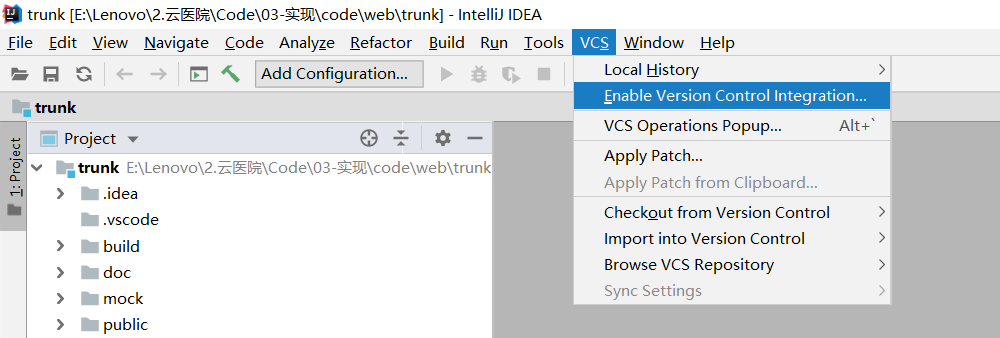 trunk [E:\Lenovo\2.云医院\Code\03-实现\code\web\trunk] - IntelliJ IDEA
File Edit View Navigate Code Analyze Refactor Build Run Tools VCS Window Help
Add Configuration...
Local History
Enable Version Control Integration...
VCS Operations Popup... Alt+`
Apply Patch...
Apply Patch from Clipboard...
Checkout from Version Control
Import into Version Control
Browse VCS Repository
Sync Settings
trunk
1: Project
Project
trunk E:\Lenovo\2.云医院\Code\03-实现\code\web\trunk
.idea
.vscode
build
doc
mock
public